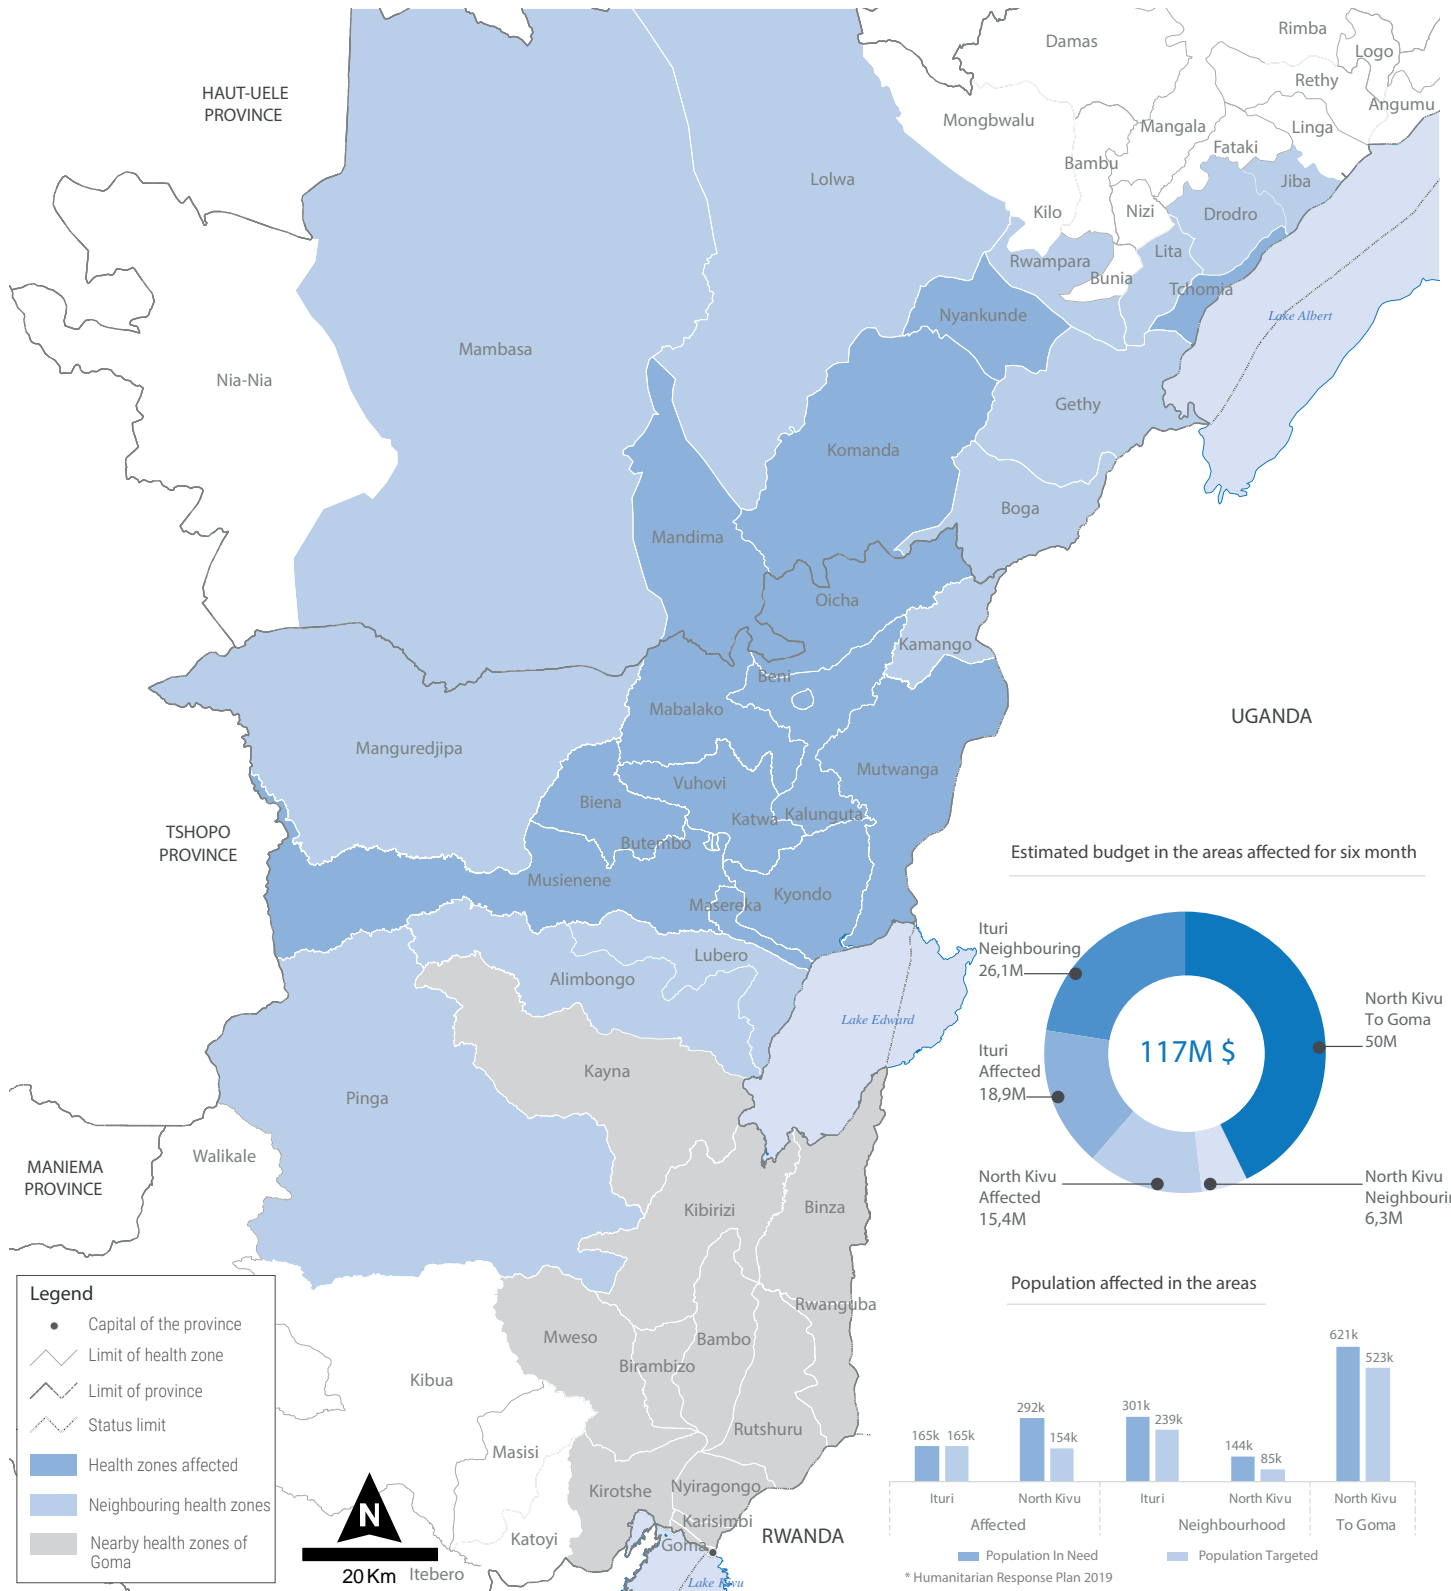 Damas
Rimba
Logo
Rethy
Angumu
HAUT-UELE
PROVINCE
Mongbwalu
Mangala
Linga
Fataki
Bambu
Lolwa
Jiba
Kilo
Nizi
Drodro
Lita
Rwampara
Bunia
Tchomia
Nyankunde
Lake Albert
Mambasa
Nia-Nia
Gethy
Komanda
Boga
Mandima
Oicha
Kamango
Beni
Mabalako
UGANDA
Manguredjipa
Mutwanga
Vuhovi
Biena
Katwa
Kalunguta
TSHOPO
PROVINCE
Butembo
Musienene
Masereka
Kyondo
Lubero
Alimbongo
Lake Edward
Kayna
Pinga
Walikale
MANIEMA
PROVINCE
Kibirizi
Binza
Rwanguba
Mweso
Bambo
Birambizo
Kibua
Rutshuru
Masisi
Kirotshe
Nyiragongo
Karisimbi
Katoyi
Goma
RWANDA
Itebero
Lake Kivu
Estimated budget in the areas affected for six month
Ituri
Neighbouring
26,1M
North Kivu
To Goma
50M
117M $
Ituri
Affected
18,9M
North Kivu
Affected
15,4M
North Kivu
Neighbouri
6,3M
Population affected in the areas
621k
523k
292k
154k
301k
239k
165k
165k
144k
85k
Ituri
North Kivu
Ituri
North Kivu
North Kivu
Affected
Neighbourhood
To Goma
Population In Need
Population Targeted
* Humanitarian Response Plan 2019
Legend
Capital of the province
Limit of health zone
Limit of province
Status limit
Health zones affected
Neighbouring health zones
Nearby health zones of
Goma
N
20 Km